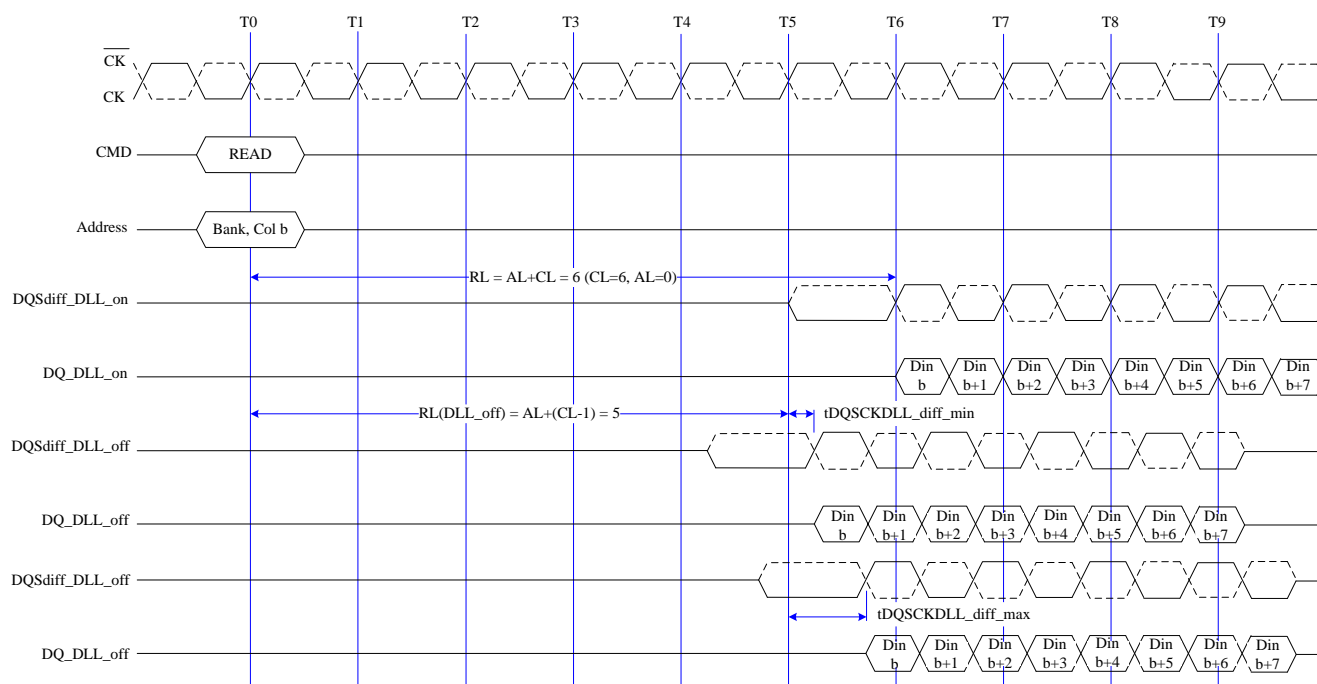 T0 T1 T2 T3 T4 T5 T6 T7 T8 T9
CK
CK
CMD READ
Address Bank, Col b
RL = AL+CL = 6 (CL=6, AL=0)
DQSdiff_DLL_on
DQ_DLL_on Din b Din b+1 Din b+2 Din b+3 Din b+4 Din b+5 Din b+6 Din b+7
RL(DLL_off) = AL+(CL-1) = 5 tDQSCKDLL_diff_min
DQSdiff_DLL_off
DQ_DLL_off Din b Din b+1 Din b+2 Din b+3 Din b+4 Din b+5 Din b+6 Din b+7
DQSdiff_DLL_off
tDQSCKDLL_diff_max
DQ_DLL_off Din b Din b+1 Din b+2 Din b+3 Din b+4 Din b+5 Din b+6 Din b+7